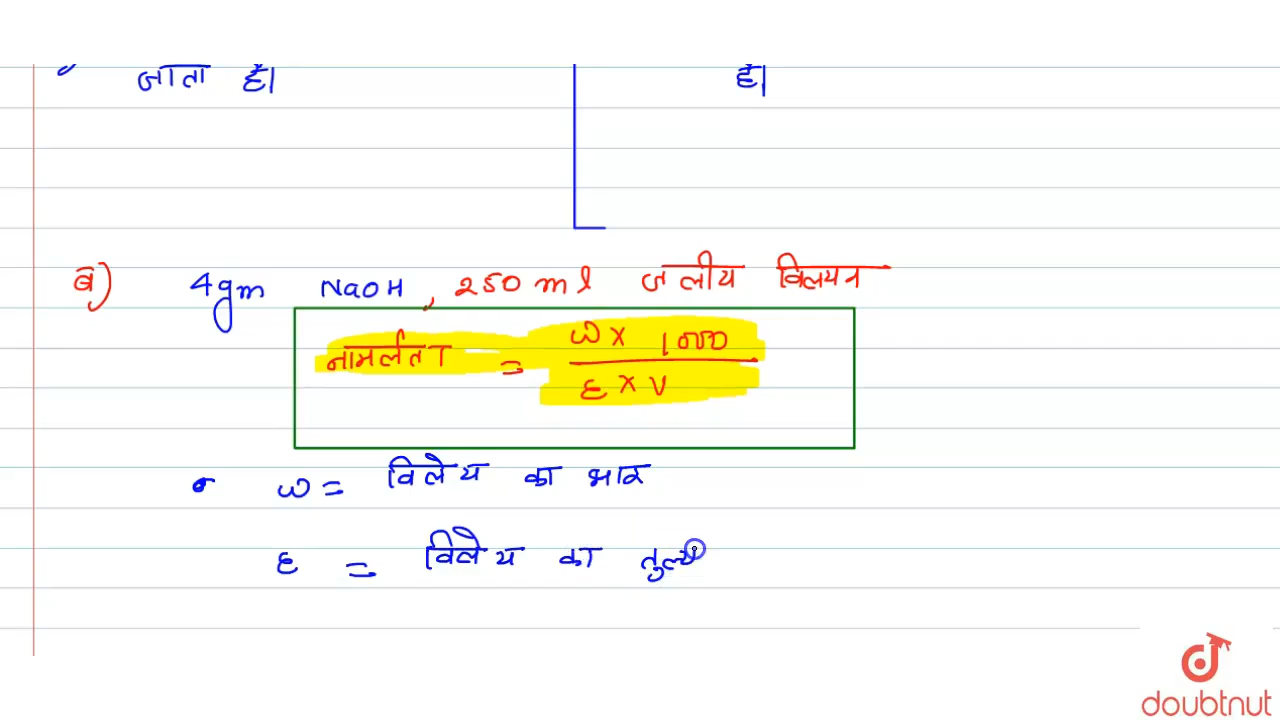 जाता है। है।
ब) 4gm NaOH, 250 ml जलीय विलयन
नामर्लता = W x 1000
E x V
W = विलेय का भार
E = विलेय का तुल्य
doubtnut